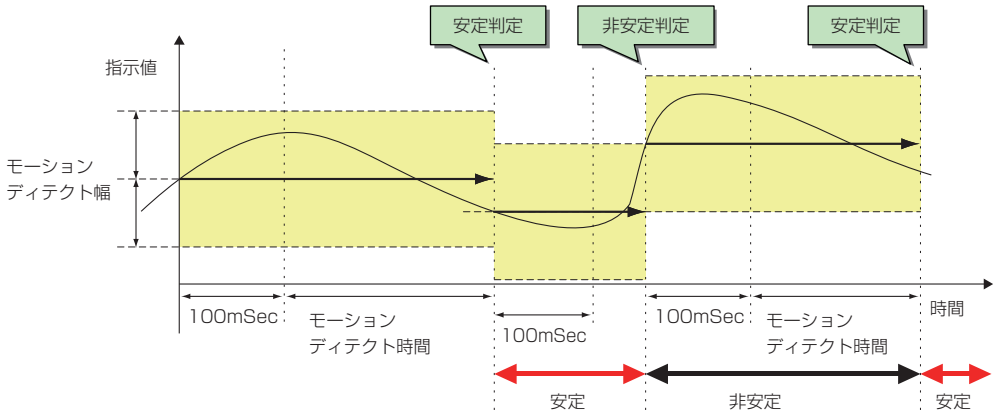 安定判定
非安定判定
安定判定
指示値
モーション
ディテクト幅
時間
100mSec
モーション
ディテクト時間
100mSec
100mSec
モーション
ディテクト時間
安定
非安定
安定